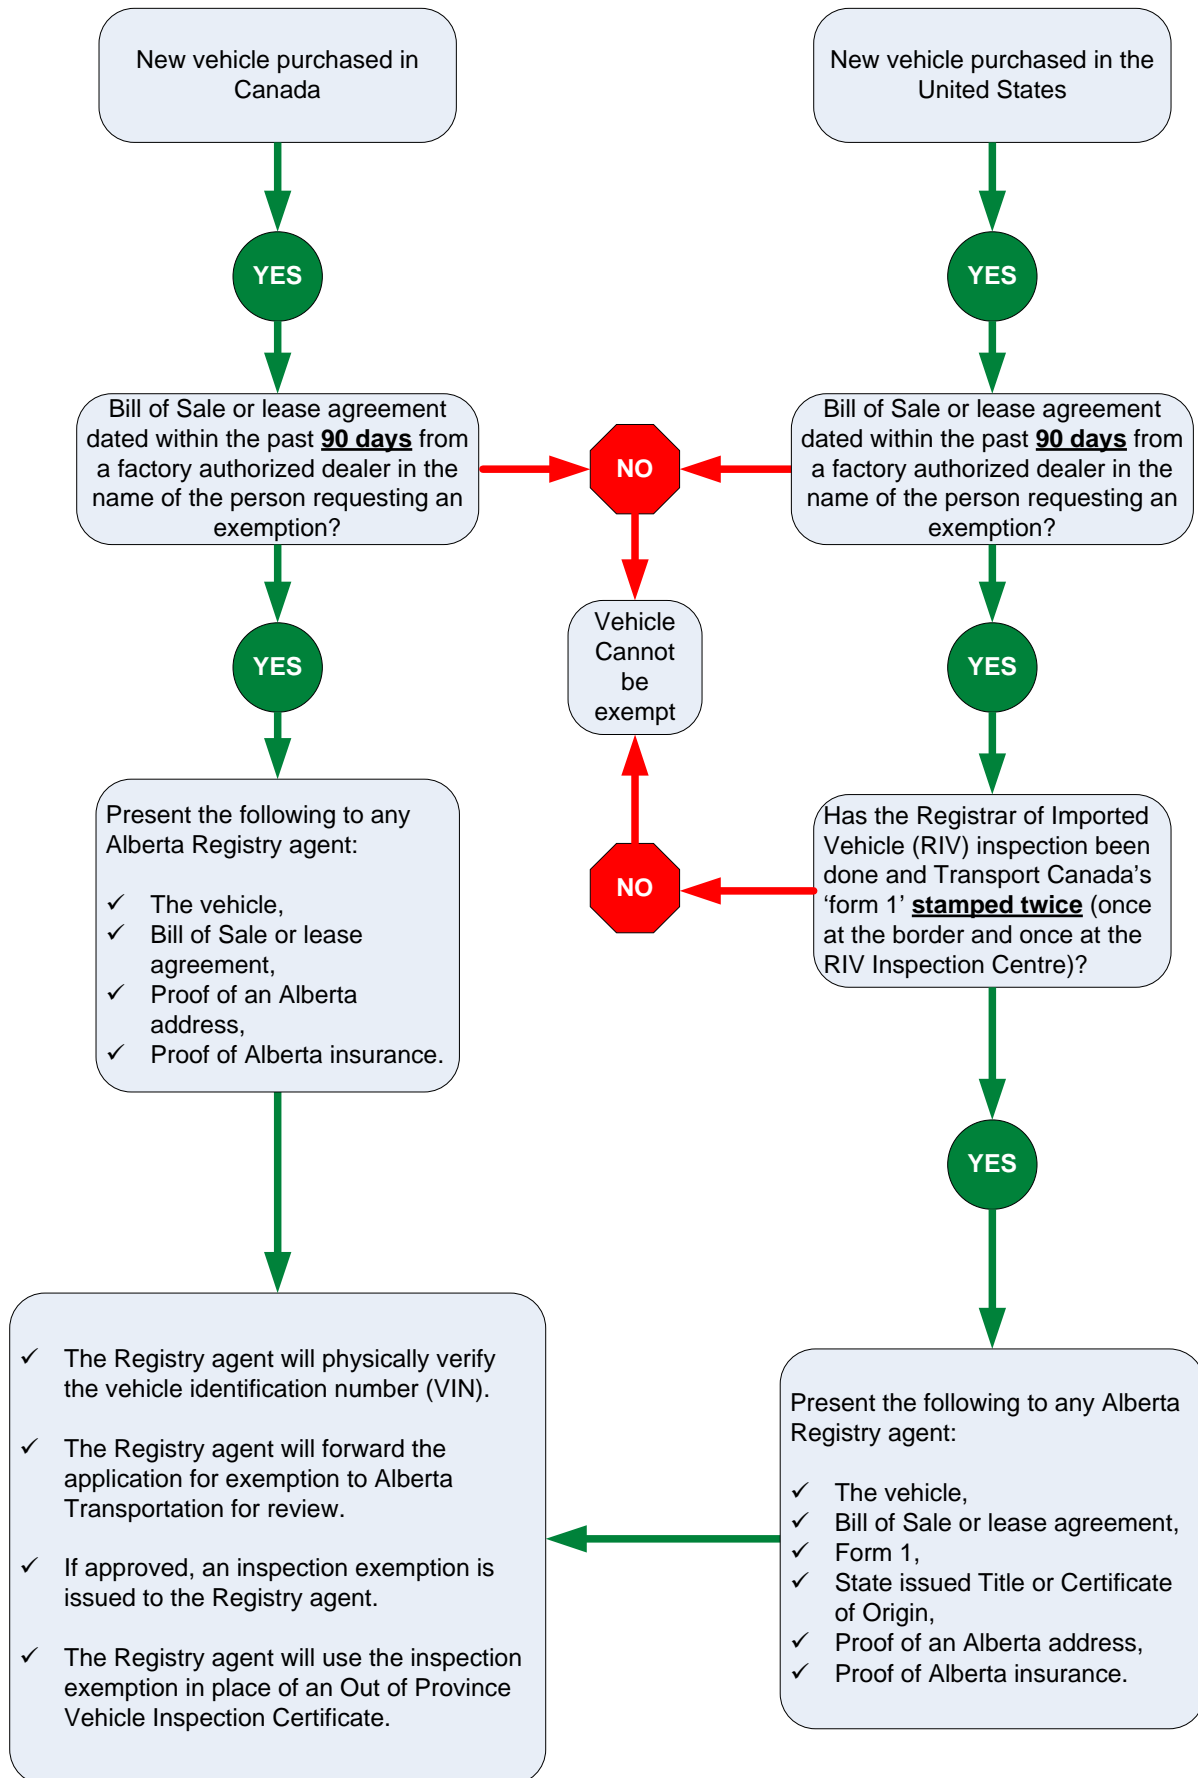 New vehicle purchased in
Canada
YES
Bill of Sale or lease agreement
dated within the past 90 days from
a factory authorized dealer in the
name of the person requesting an
exemption?
YES
Present the following to any
Alberta Registry agent:
✓ The vehicle,
✓ Bill of Sale or lease
agreement,
✓ Proof of an Alberta
address,
✓ Proof of Alberta insurance.
New vehicle purchased in the
United States
YES
Bill of Sale or lease agreement
dated within the past 90 days from
a factory authorized dealer in the
name of the person requesting an
exemption?
NO
Vehicle
Cannot
be
exempt
YES
Has the Registrar of Imported
Vehicle (RIV) inspection been
done and Transport Canada’s
‘form 1’ stamped twice (once
at the border and once at the
RIV Inspection Centre)?
NO
YES
Present the following to any Alberta
Registry agent:
✓ The vehicle,
✓ Bill of Sale or lease agreement,
✓ Form 1,
✓ State issued Title or Certificate
of Origin,
✓ Proof of an Alberta address,
✓ Proof of Alberta insurance.
✓ The Registry agent will physically verify
the vehicle identification number (VIN).
✓ The Registry agent will forward the
application for exemption to Alberta
Transportation for review.
✓ If approved, an inspection exemption is
issued to the Registry agent.
✓ The Registry agent will use the inspection
exemption in place of an Out of Province
Vehicle Inspection Certificate.